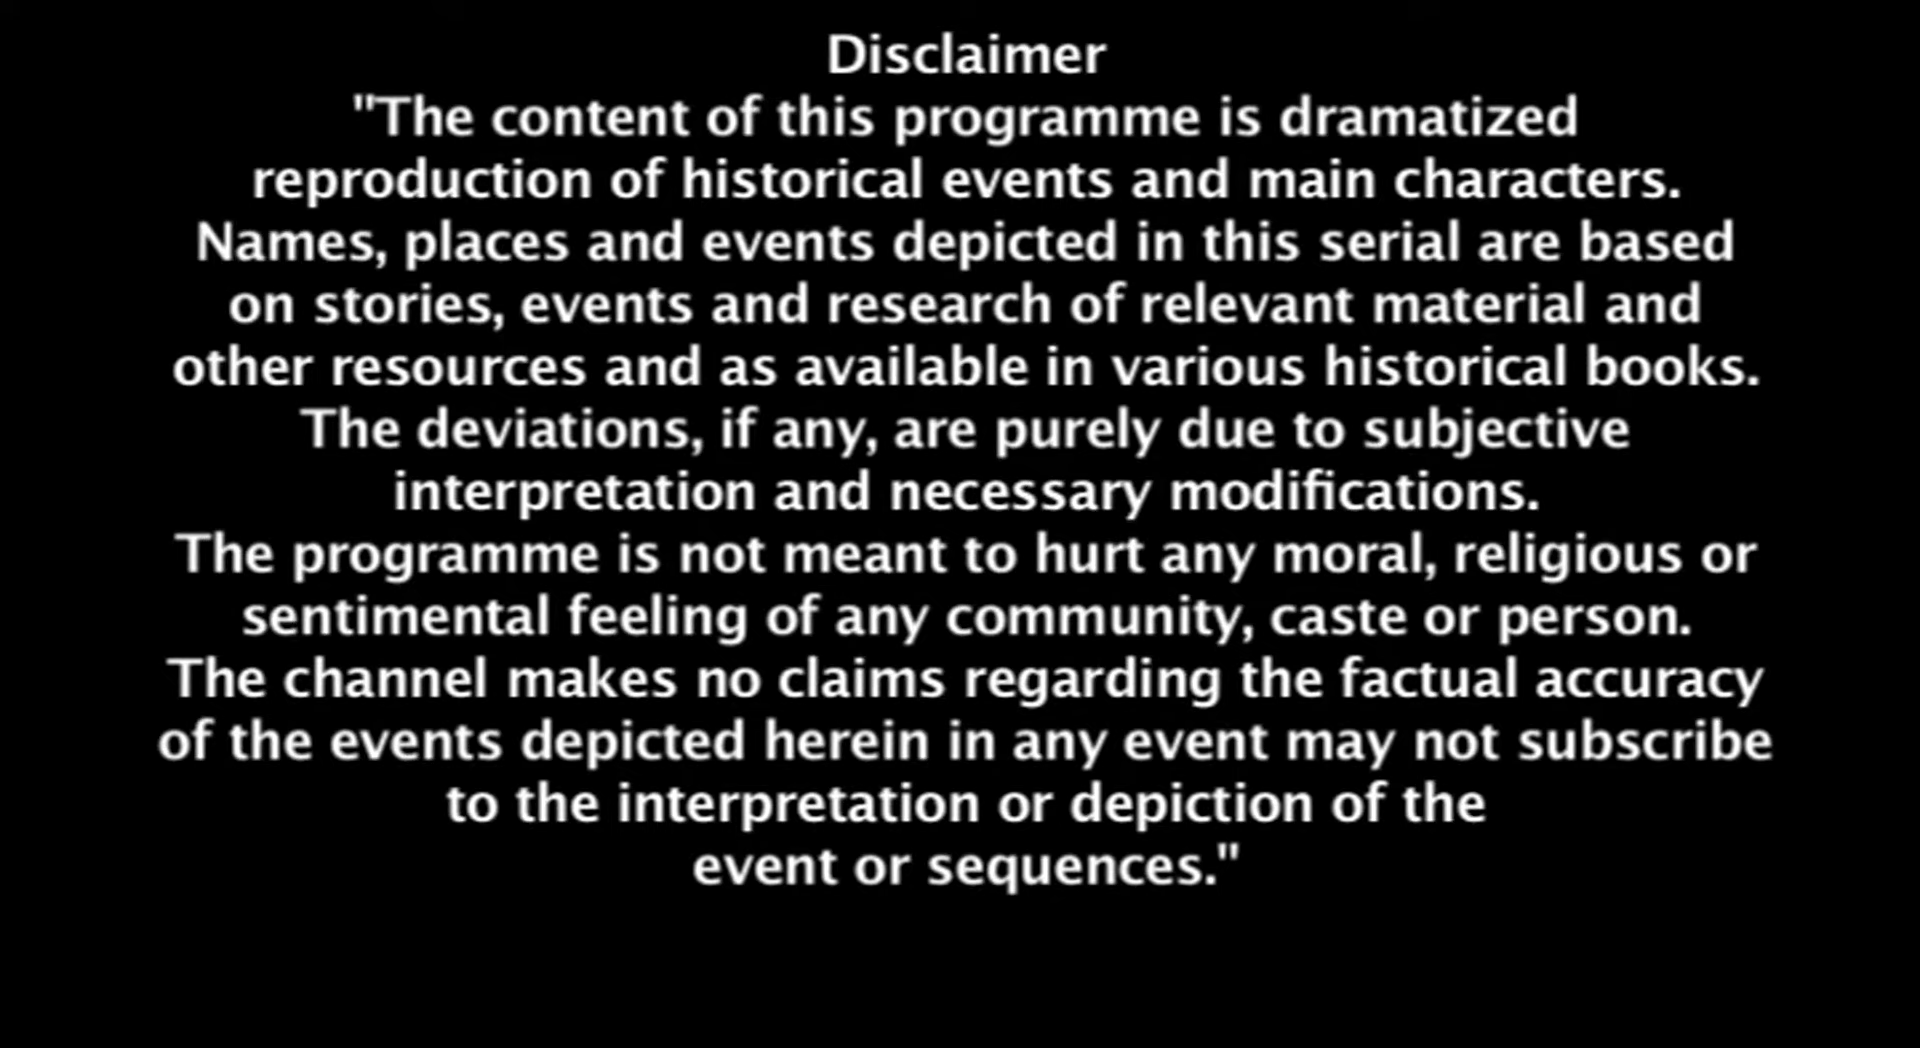 Disclaimer
"The content of this programme is dramatized
reproduction of historical events and main characters.
Names, places and events depicted in this serial are based
on stories, events and research of relevant material and
other resources and as available in various historical books.
The deviations, if any, are purely due to subjective
interpretation and necessary modifications.
The programme is not meant to hurt any moral, religious or
sentimental feeling of any community, caste or person.
The channel makes no claims regarding the factual accuracy
of the events depicted herein in any event may not subscribe
to the interpretation or depiction of the
event or sequences."